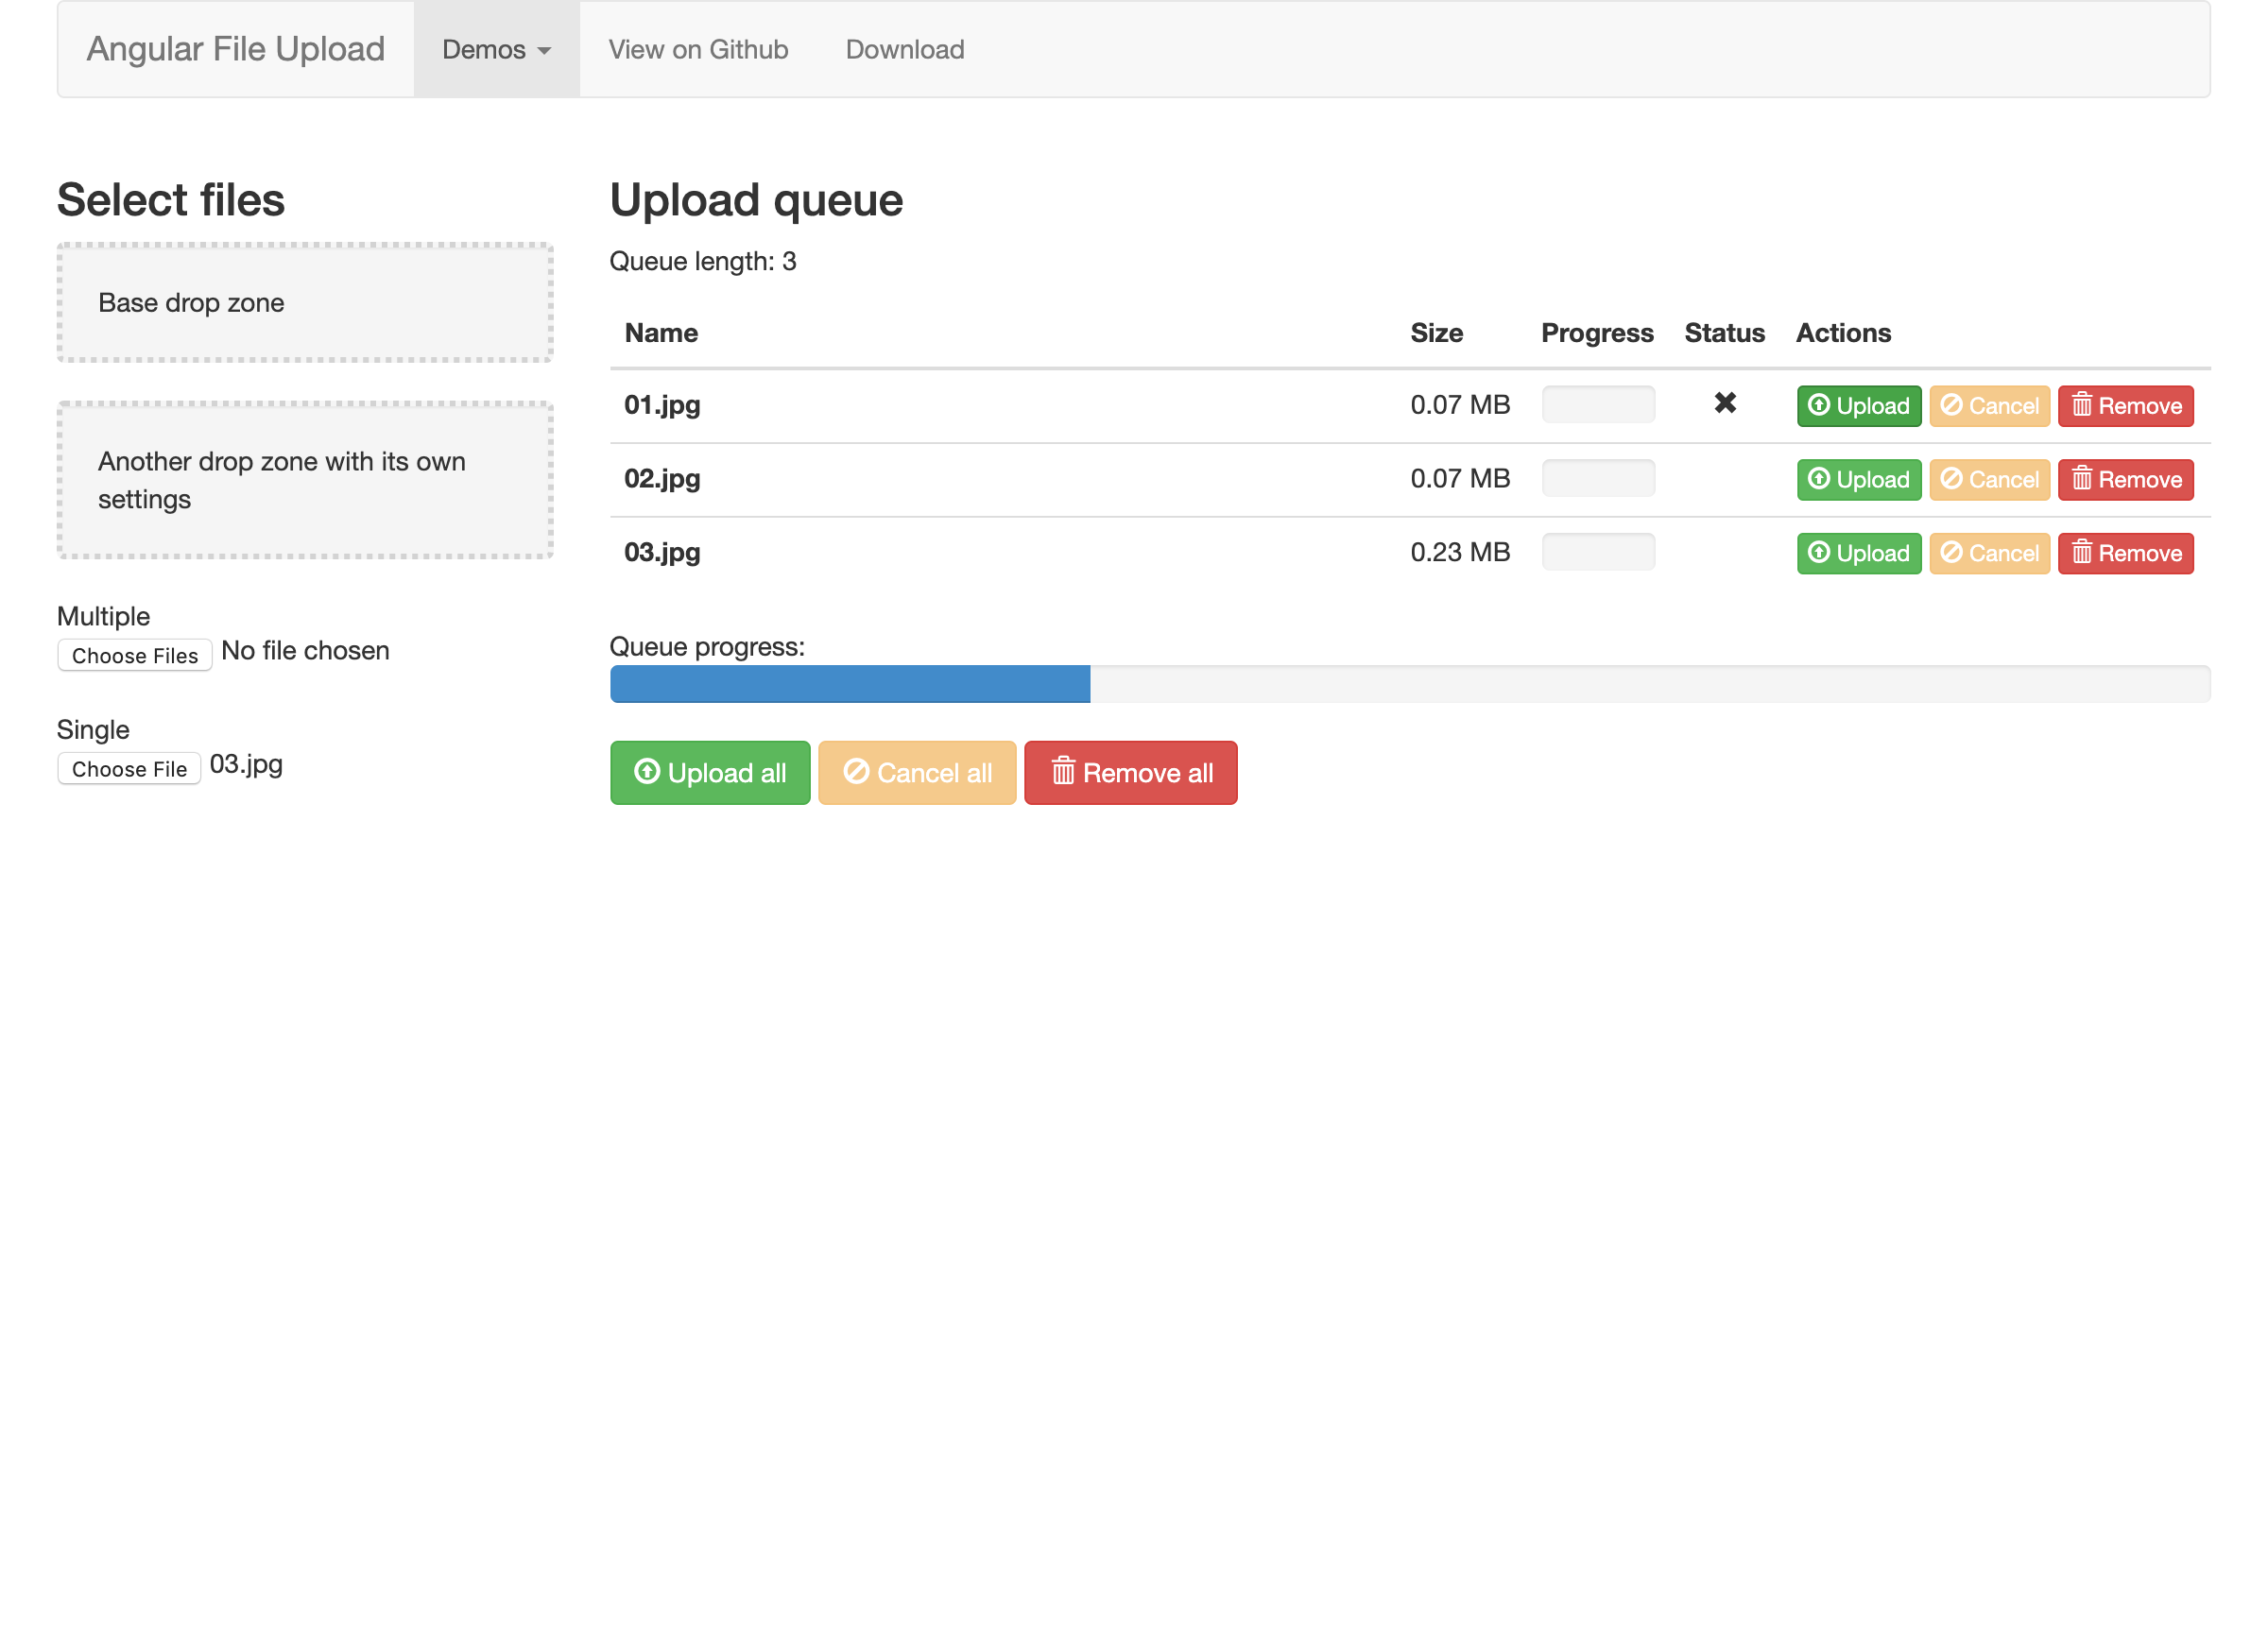 Angular File Upload Demos View on Github Download
Select files
Base drop zone
Another drop zone with its own
settings
Multiple
Choose Files No file chosen
Single
Choose File 03.jpg
Upload queue
Queue length: 3
Name Size Progress Status Actions
01.jpg 0.07 MB Upload Cancel Remove
02.jpg 0.07 MB Upload Cancel Remove
03.jpg 0.23 MB Upload Cancel Remove
Queue progress:
Upload all Cancel all Remove all